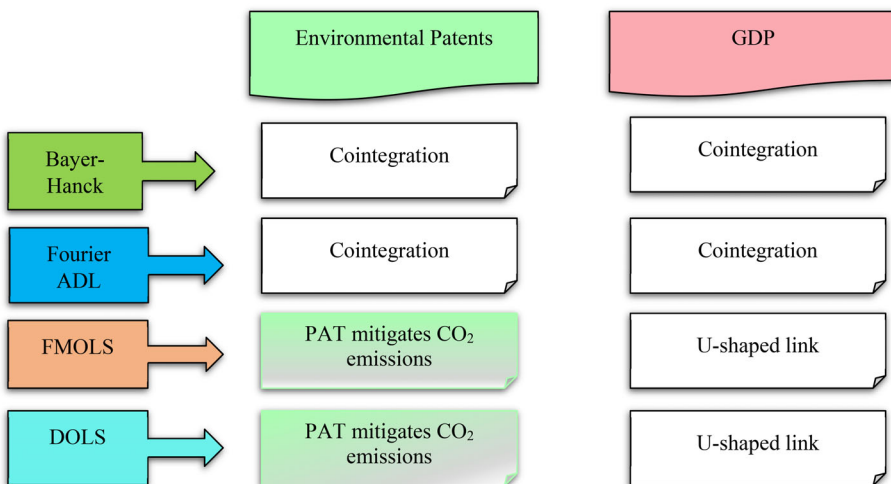 Environmental Patents
GDP
Bayer-
Hanck
Cointegration
Cointegration
Fourier
ADL
Cointegration
Cointegration
FMOLS
PAT mitigates CO₂
emissions
U-shaped link
DOLS
PAT mitigates CO₂
emissions
U-shaped link